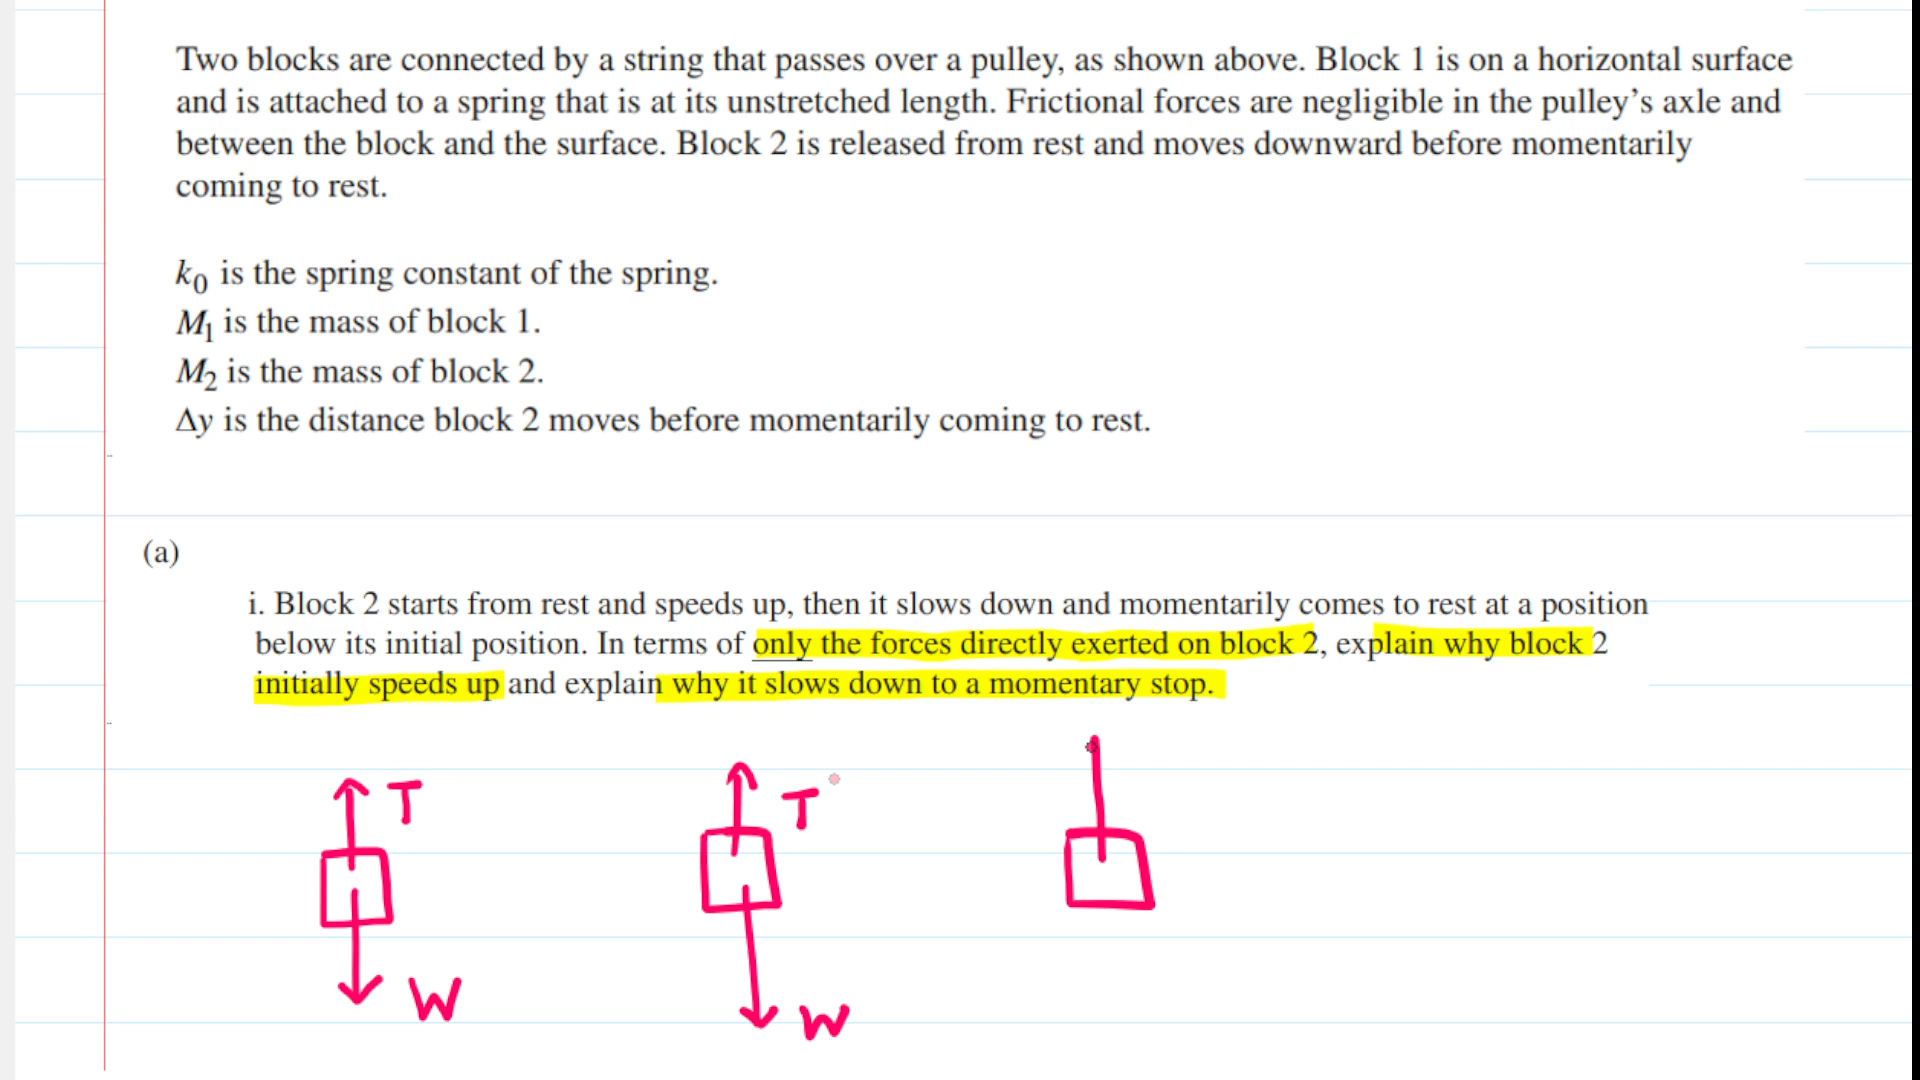 Two blocks are connected by a string that passes over a pulley, as shown above. Block 1 is on a horizontal surface
and is attached to a spring that is at its unstretched length. Frictional forces are negligible in the pulley's axle and
between the block and the surface. Block 2 is released from rest and moves downward before momentarily
coming to rest.
k₀ is the spring constant of the spring.
M₁ is the mass of block 1.
M₂ is the mass of block 2.
Δy is the distance block 2 moves before momentarily coming to rest.
(a)
i. Block 2 starts from rest and speeds up, then it slows down and momentarily comes to rest at a position
below its initial position. In terms of only the forces directly exerted on block 2, explain why block 2
initially speeds up and explain why it slows down to a momentary stop.
T T
W W